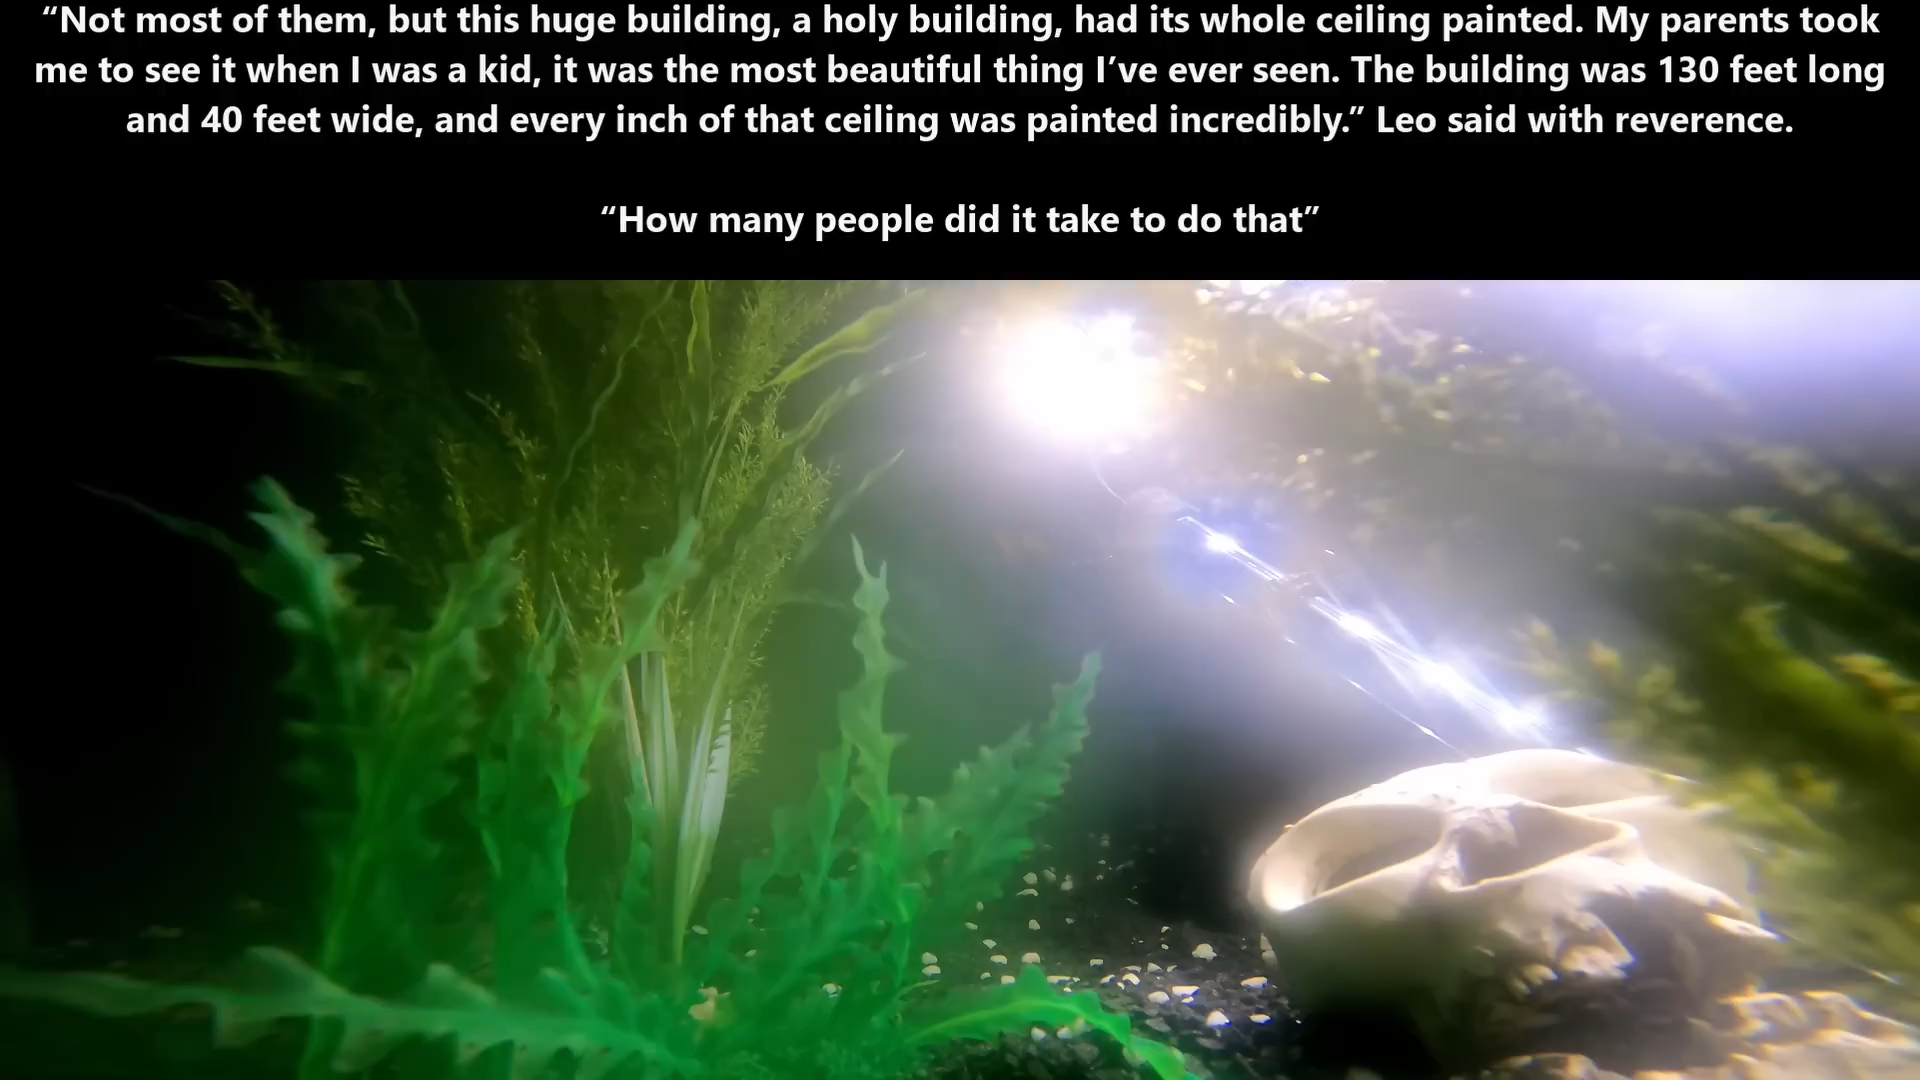 “Not most of them, but this huge building, a holy building, had its whole ceiling painted. My parents took
me to see it when I was a kid, it was the most beautiful thing I’ve ever seen. The building was 130 feet long
and 40 feet wide, and every inch of that ceiling was painted incredibly.” Leo said with reverence.
“How many people did it take to do that”